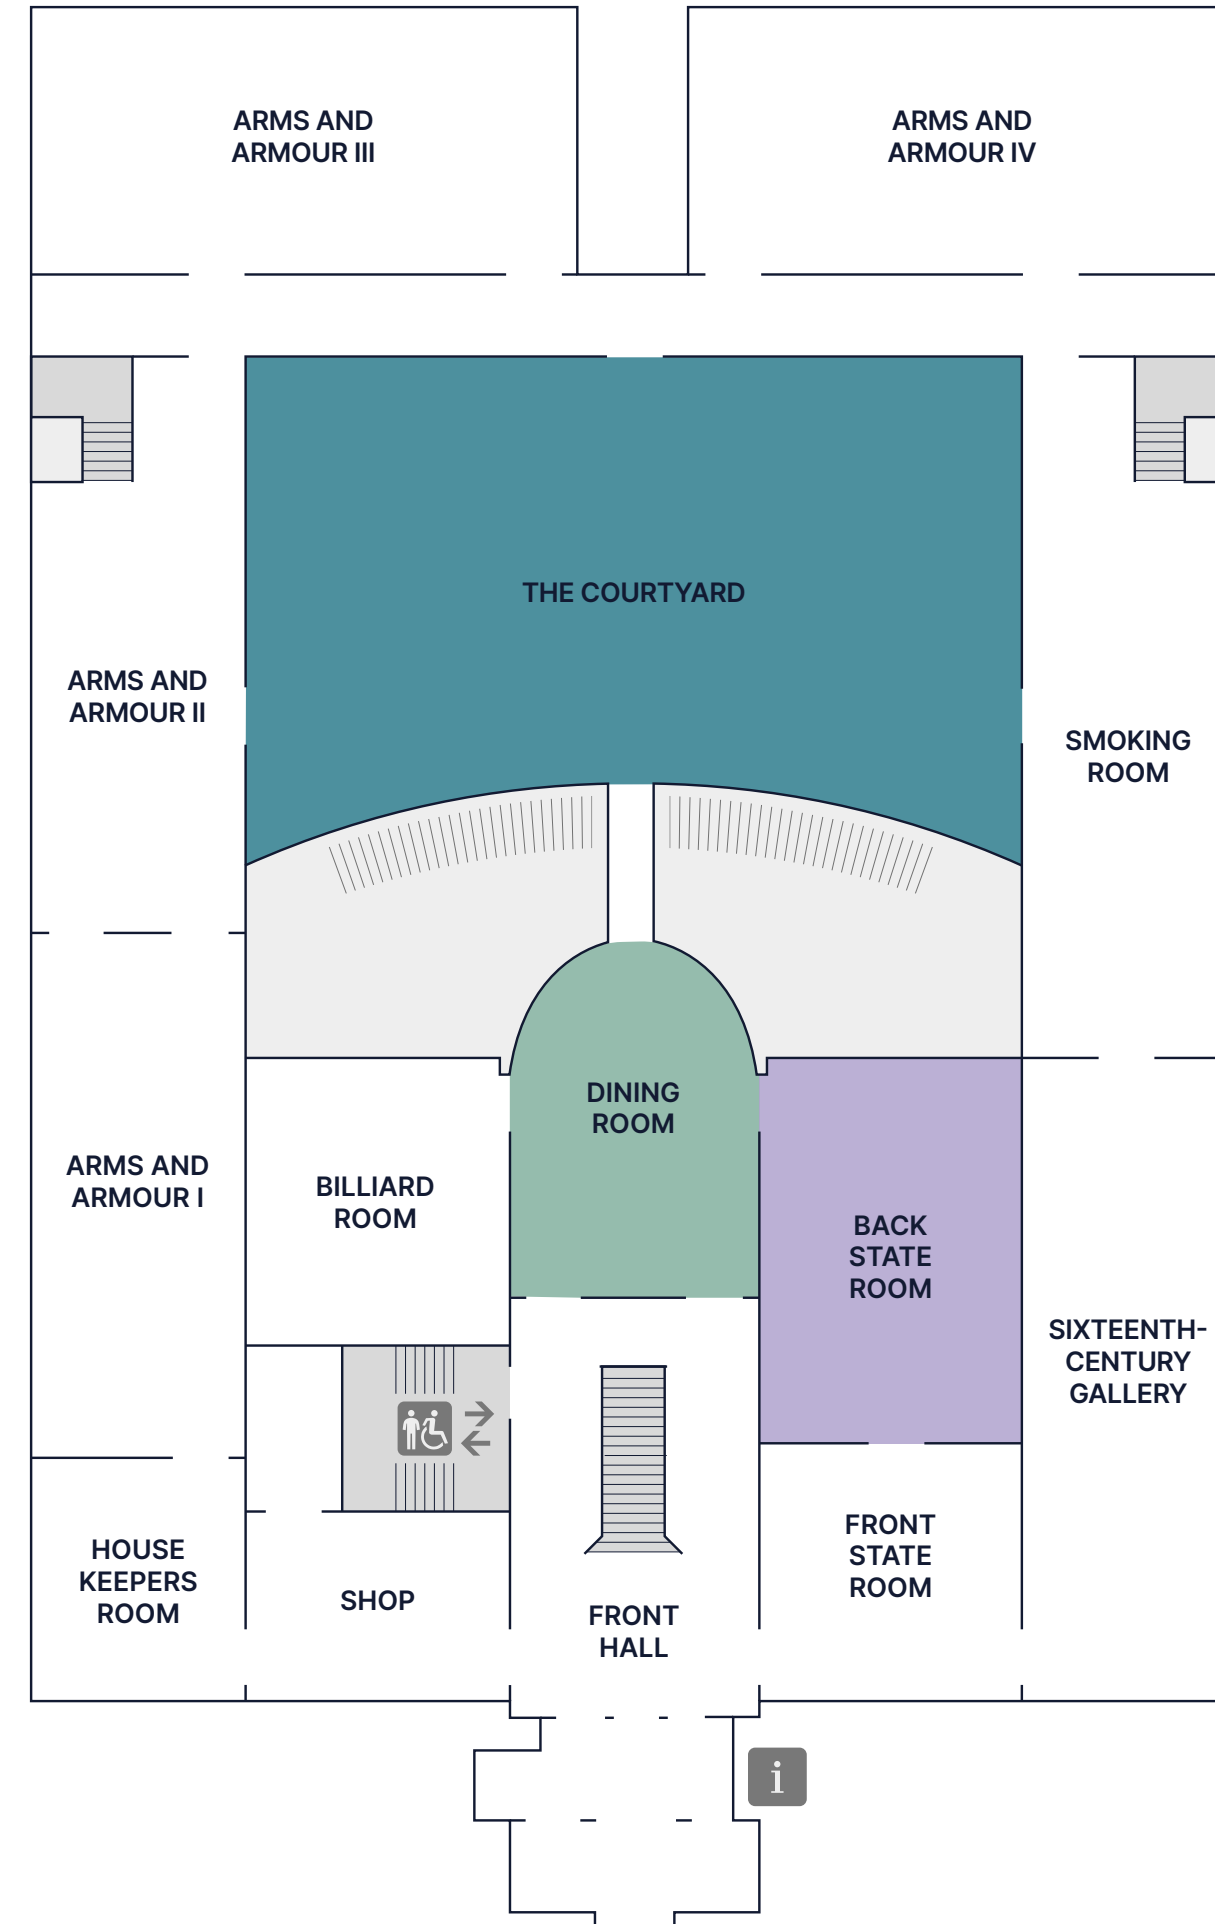 ARMS AND
ARMOUR III
ARMS AND
ARMOUR IV
THE COURTYARD
ARMS AND
ARMOUR II
SMOKING
ROOM
DINING
ROOM
ARMS AND
ARMOUR I
BILLIARD
ROOM
BACK
STATE
ROOM
SIXTEENTH-
CENTURY
GALLERY
FRONT
STATE
ROOM
HOUSE
KEEPERS
ROOM
SHOP
FRONT
HALL
i